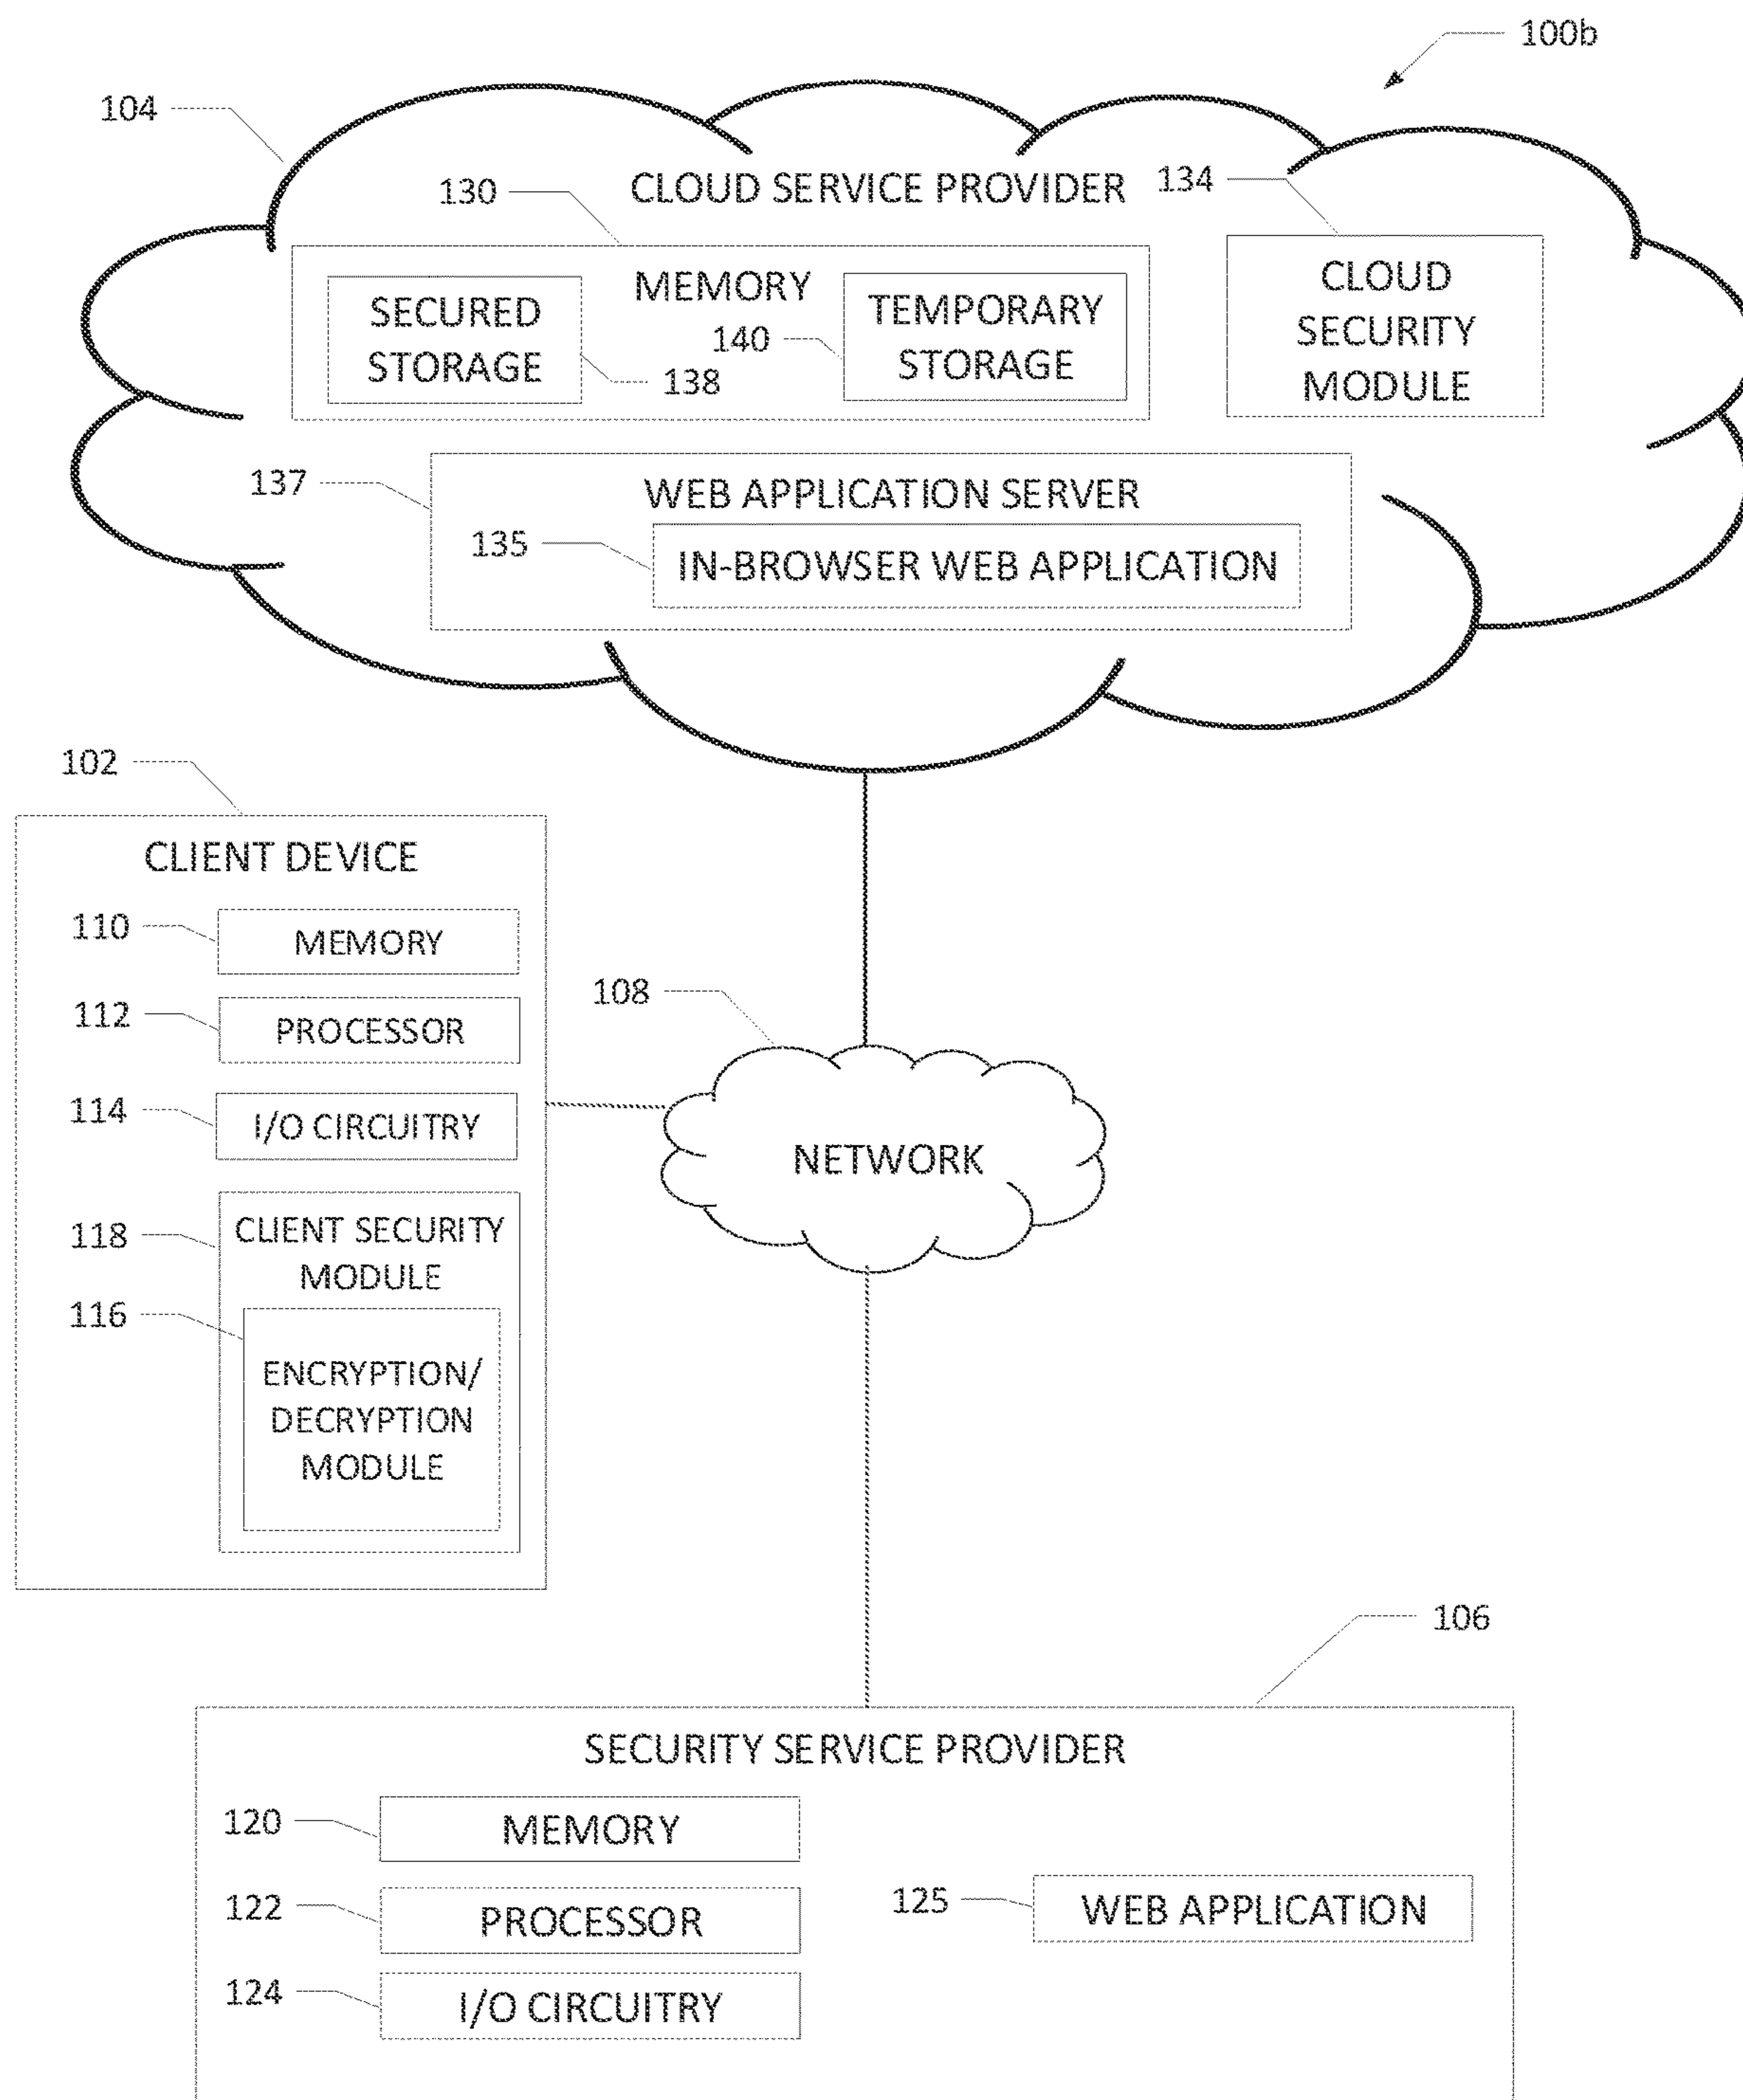 100b
104
130
CLOUD SERVICE PROVIDER
134
MEMORY
SECURED
STORAGE
138
140
TEMPORARY
STORAGE
CLOUD
SECURITY
MODULE
137
WEB APPLICATION SERVER
135
IN-BROWSER WEB APPLICATION
102
CLIENT DEVICE
110
MEMORY
112
PROCESSOR
114
I/O CIRCUITRY
118
CLIENT SECURITY
MODULE
116
ENCRYPTION/
DECRYPTION
MODULE
108
NETWORK
106
SECURITY SERVICE PROVIDER
120
MEMORY
122
PROCESSOR
125
WEB APPLICATION
124
I/O CIRCUITRY